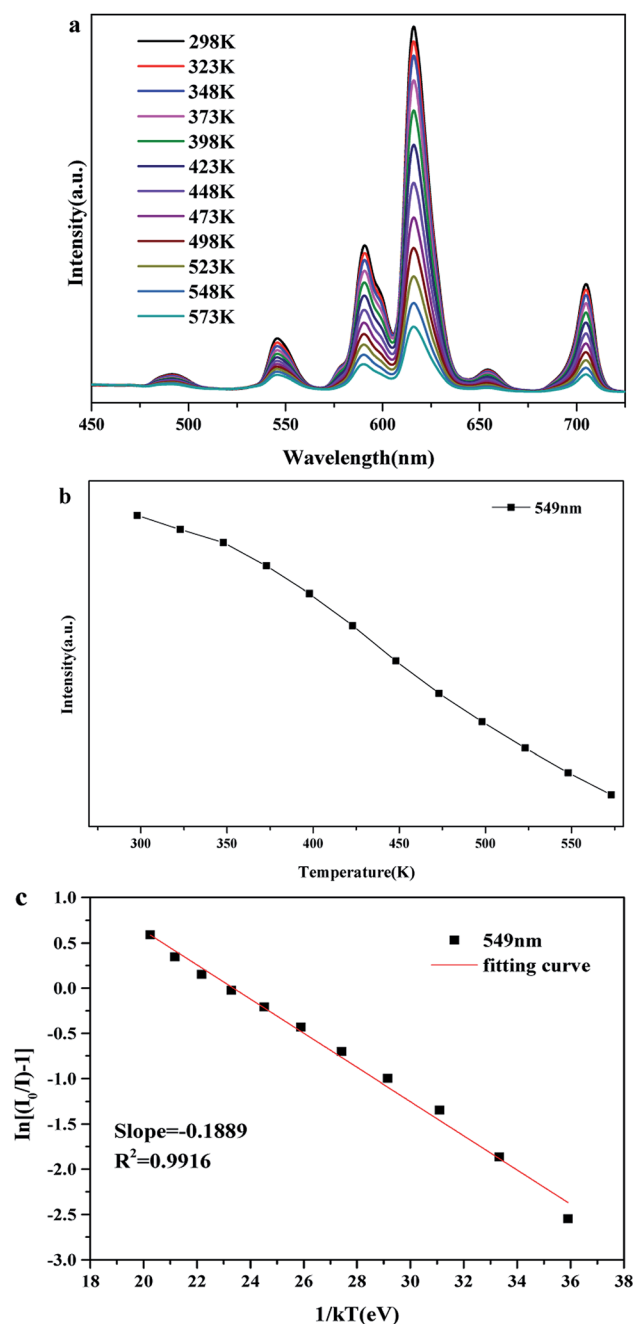 a
298K
323K
348K
373K
398K
423K
448K
473K
498K
523K
548K
573K
Intensity(a.u.)
450 500 550 600 650 700
Wavelength(nm)
b
549nm
Intensity(a.u.)
300 350 400 450 500 550
Temperature(K)
c
1.0
0.5
0.0
-0.5
-1.0
-1.5
-2.0
-2.5
-3.0
549nm
fitting curve
In[(I₀/I)-1]
Slope=-0.1889
R²=0.9916
18 20 22 24 26 28 30 32 34 36 38
1/kT(eV)